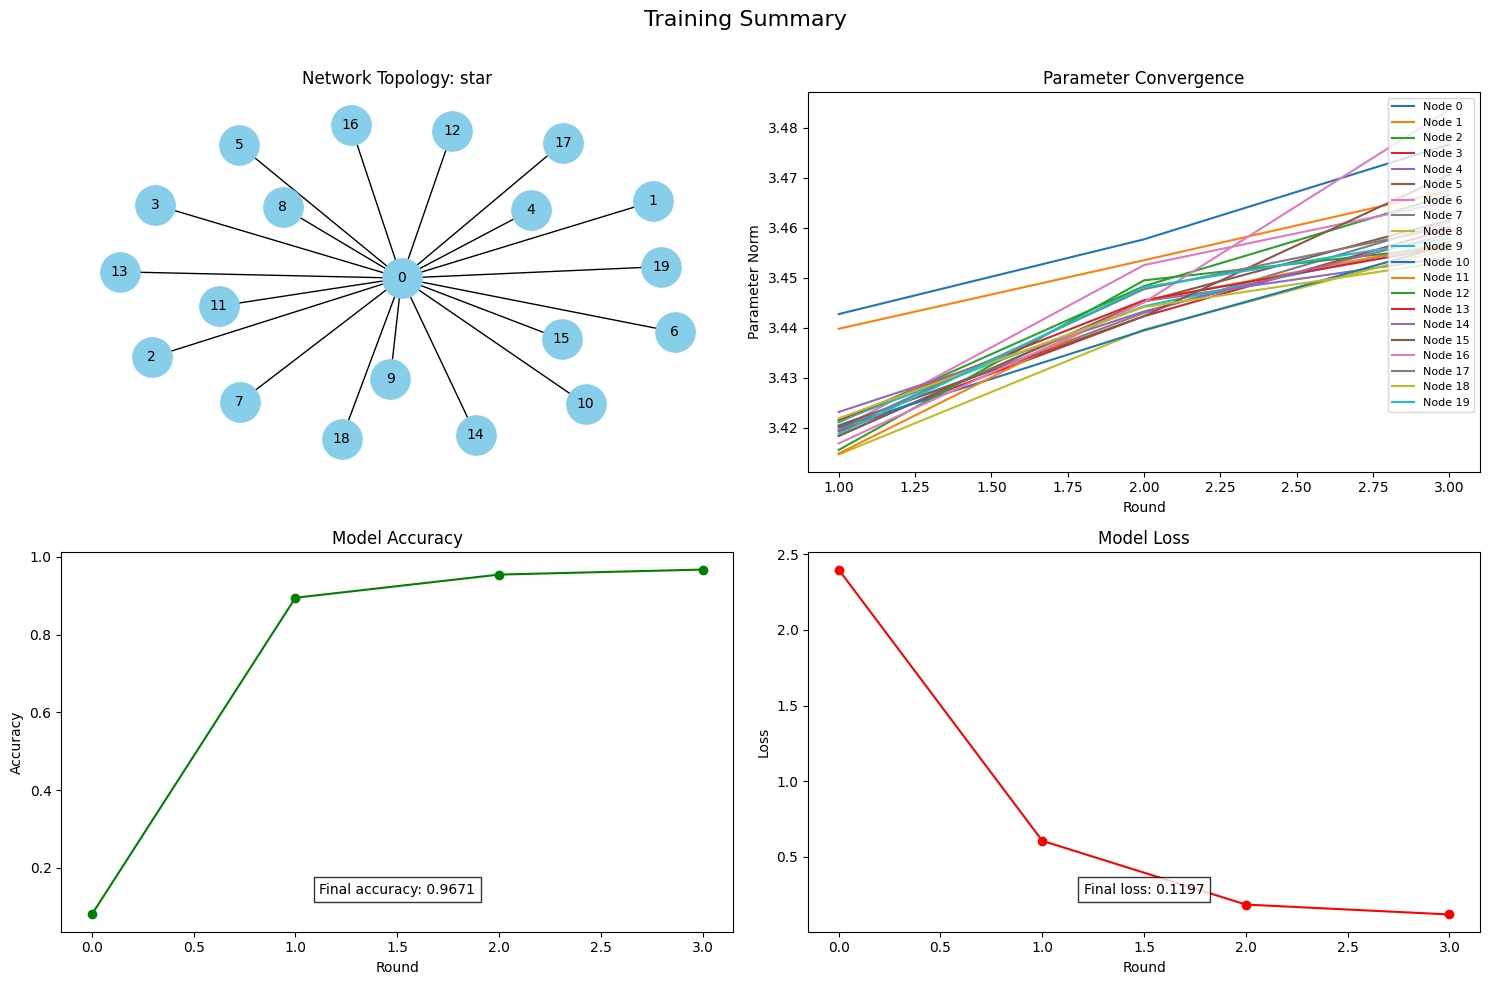 Training Summary
Network Topology: star
16
12
5
17
3
8
4
1
13
0
19
11
2
15
6
9
7
10
18
14
Parameter Convergence
Parameter Norm
3.48
3.47
3.46
3.45
3.44
3.43
3.42
1.00 1.25 1.50 1.75 2.00 2.25 2.50 2.75 3.00
Round
Node 0
Node 1
Node 2
Node 3
Node 4
Node 5
Node 6
Node 7
Node 8
Node 9
Node 10
Node 11
Node 12
Node 13
Node 14
Node 15
Node 16
Node 17
Node 18
Node 19
Model Accuracy
Accuracy
1.0
0.8
0.6
0.4
0.2
Final accuracy: 0.9671
0.0 0.5 1.0 1.5 2.0 2.5 3.0
Round
Model Loss
Loss
2.5
2.0
1.5
1.0
0.5
Final loss: 0.1197
0.0 0.5 1.0 1.5 2.0 2.5 3.0
Round